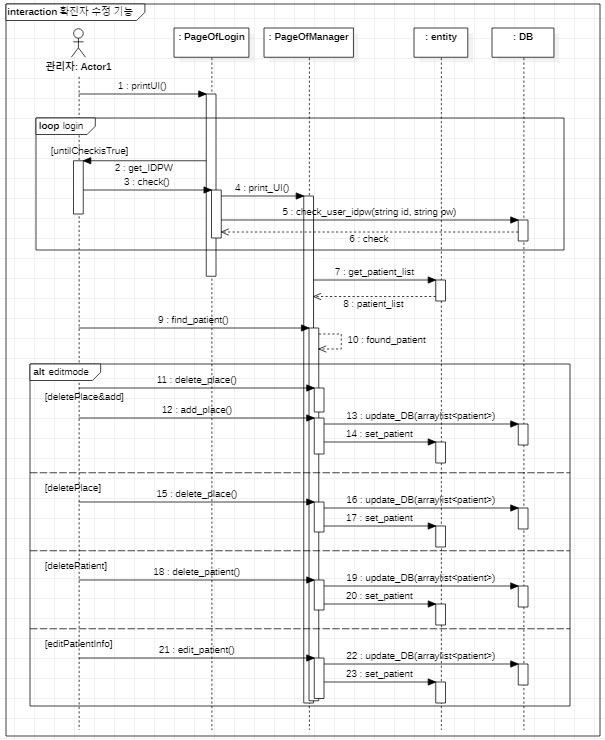 interaction 확진자 수정 기능
관리자: Actor1
: PageOfLogin
: PageOfManager
: entity
: DB
1 : printUI()
loop login
[untilCheckisTrue]
2 : get_IDPW
3 : check()
4 : print_UI()
5 : check_user_idpw(string id, string pw)
6 : check
7 : get_patient_list
8 : patient_list
9 : find_patient()
10 : found_patient
alt editmode
11 : delete_place()
[deletePlace&add]
12 : add_place()
13 : update_DB(arraylist<patient>)
14 : set_patient
[deletePlace]
15 : delete_place()
16 : update_DB(arraylist<patient>)
17 : set_patient
[deletePatient]
18 : delete_patient()
19 : update_DB(arraylist<patient>)
20 : set_patient
[editPatientInfo]
21 : edit_patient()
22 : update_DB(arraylist<patient>)
23 : set_patient